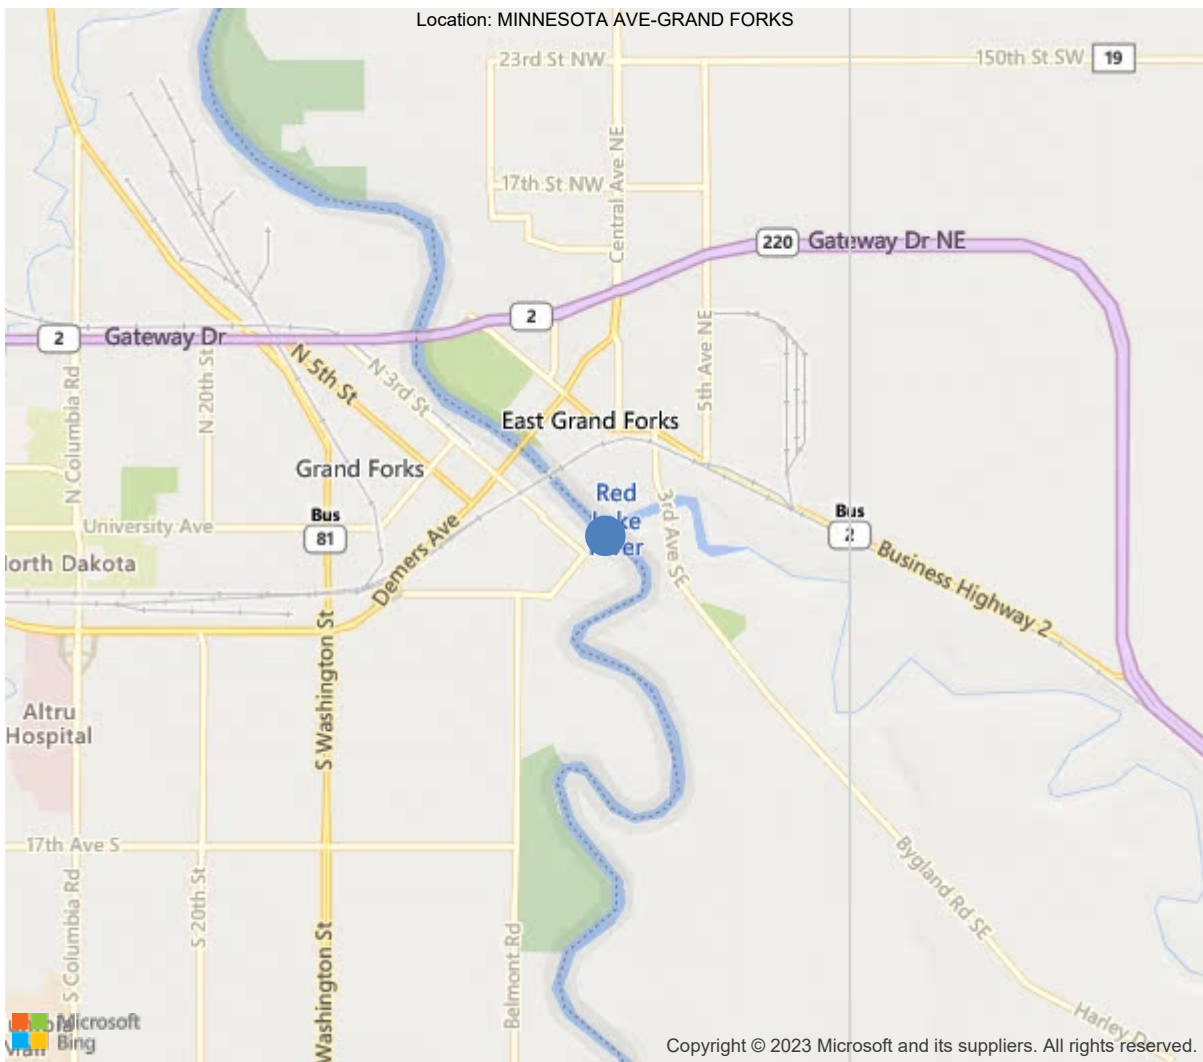 Location: MINNESOTA AVE-GRAND FORKS
23rd St NW
150th St SW
19
Central Ave NE
17th St NW
220
Gateway Dr NE
2
2
Gateway Dr
N 5th St
N 3rd St
N 20th St
N Columbia Rd
5th Ave NE
East Grand Forks
Grand Forks
Red
River
3rd Ave SE
University Ave
Bus
81
Bus
2
Business Highway 2
Demers Ave
orth Dakota
Altru
Hospital
S Washington St
17th Ave S
S 20th St
S Columbia Rd
Washington St
Belmont Rd
Bygland Rd SE
Harley D
Microsoft
Bing
Copyright © 2023 Microsoft and its suppliers. All rights reserved.